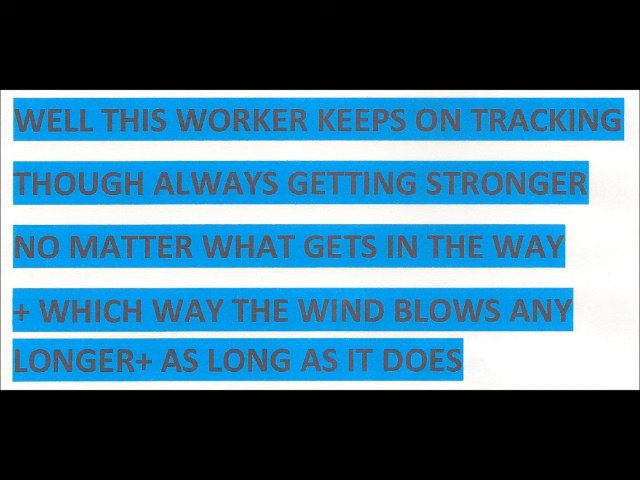 WELL THIS WORKER KEEPS ON TRACKING
THOUGH ALWAYS GETTING STRONGER
NO MATTER WHAT GETS IN THE WAY
+ WHICH WAY THE WIND BLOWS ANY
LONGER+ AS LONG AS IT DOES